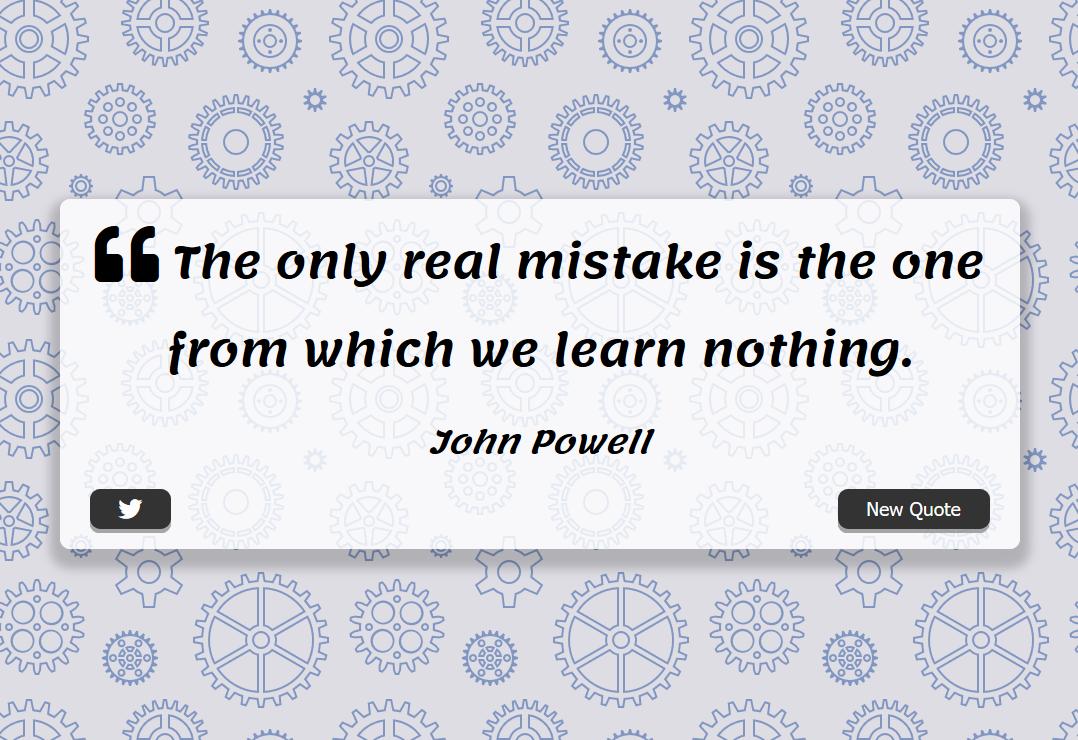 The only real mistake is the one
from which we learn nothing.
John Powell
New Quote